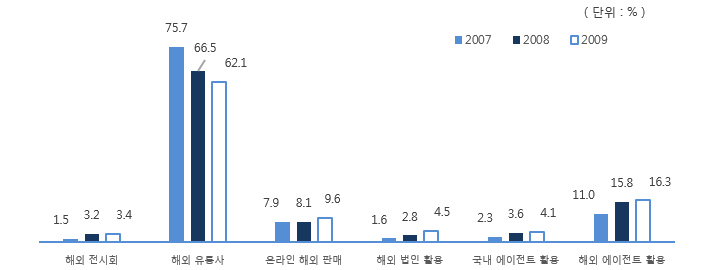 ( 단위 : % )
2007 2008 2009
75.7 66.5 62.1
1.5 3.2 3.4
7.9 8.1 9.6
1.6 2.8 4.5
2.3 3.6 4.1
11.0 15.8 16.3
해외 전시회 해외 유통사 온라인 해외 판매 해외 법인 활용 국내 에이전트 활용 해외 에이전트 활용